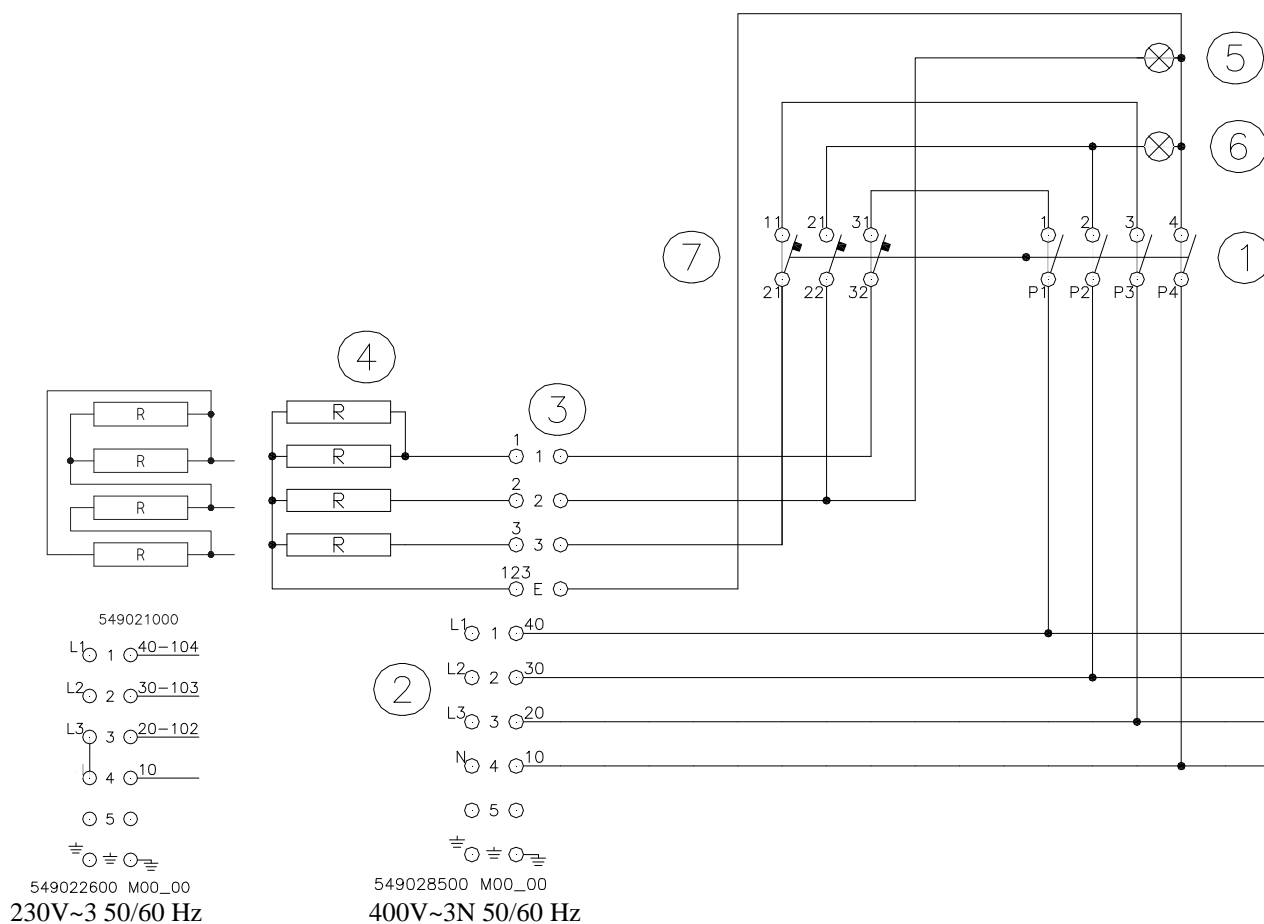 5
6
11 21 31 1 2 3 4
7 1
21 22 32 P1 P2 P3 P4
4
3
R R
1
R R 1
2
R R 2
3
R R 3
123
E
549021000
L1 1 40-104
L2 2 30-103
L3 3 20-102
4 10
5
549022600 M00_00
230V~3 50/60 Hz
2
L1 1 40
L2 2 30
L3 3 20
N 4 10
5
549028500 M00_00
400V~3N 50/60 Hz